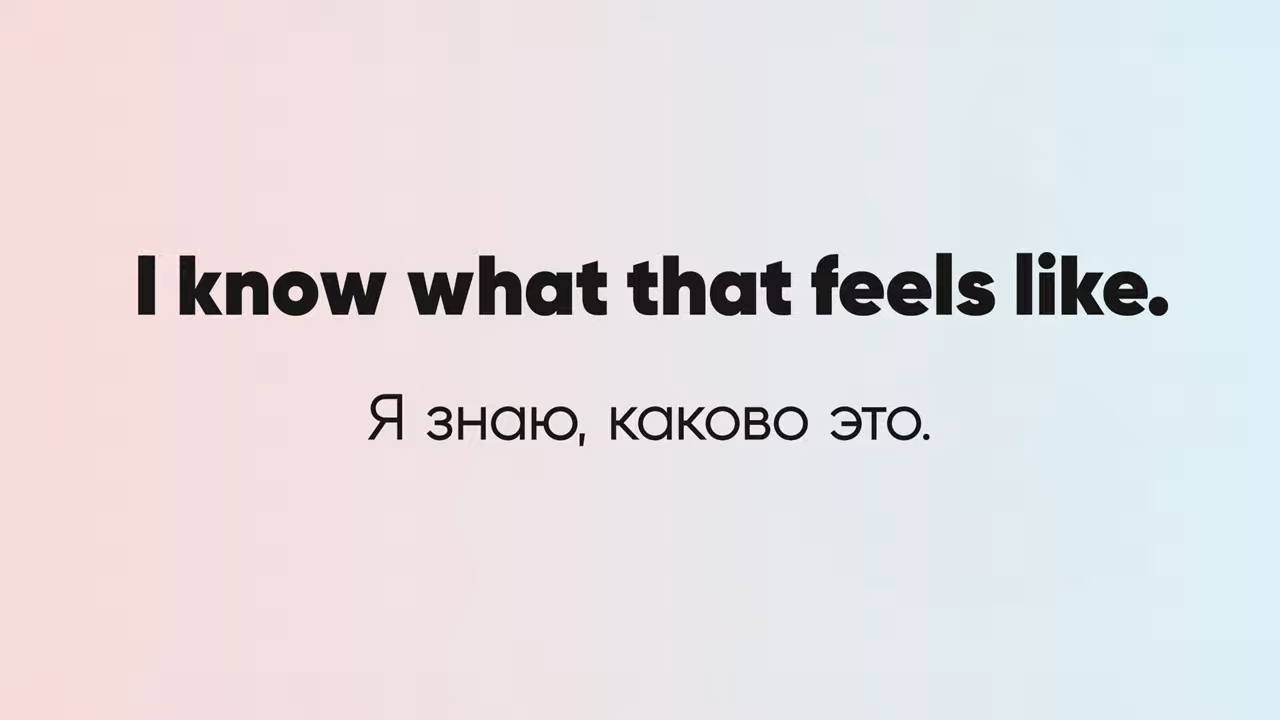 I know what that feels like.
Я знаю, каково это.